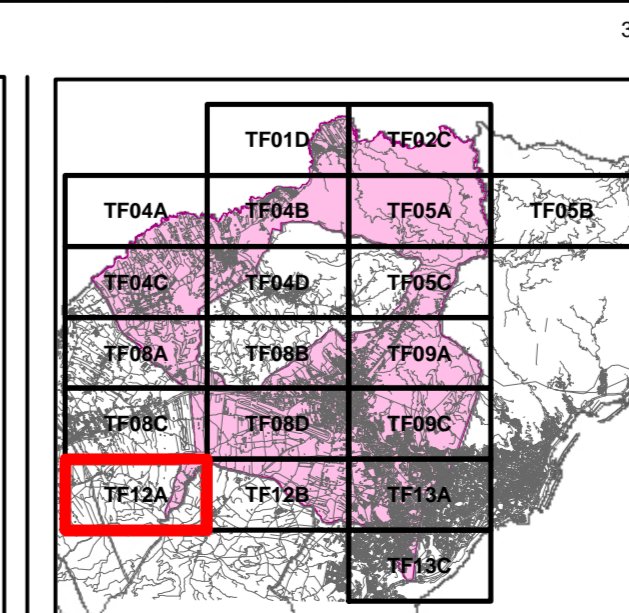 3
TF01D TF02C
TF04A TF04B TF05A TF05B
TF04C TF04D TF05C
TF08A TF08B TF09A
TF08C TF08D TF09C
TF12A TF12B TF13A
TF13C